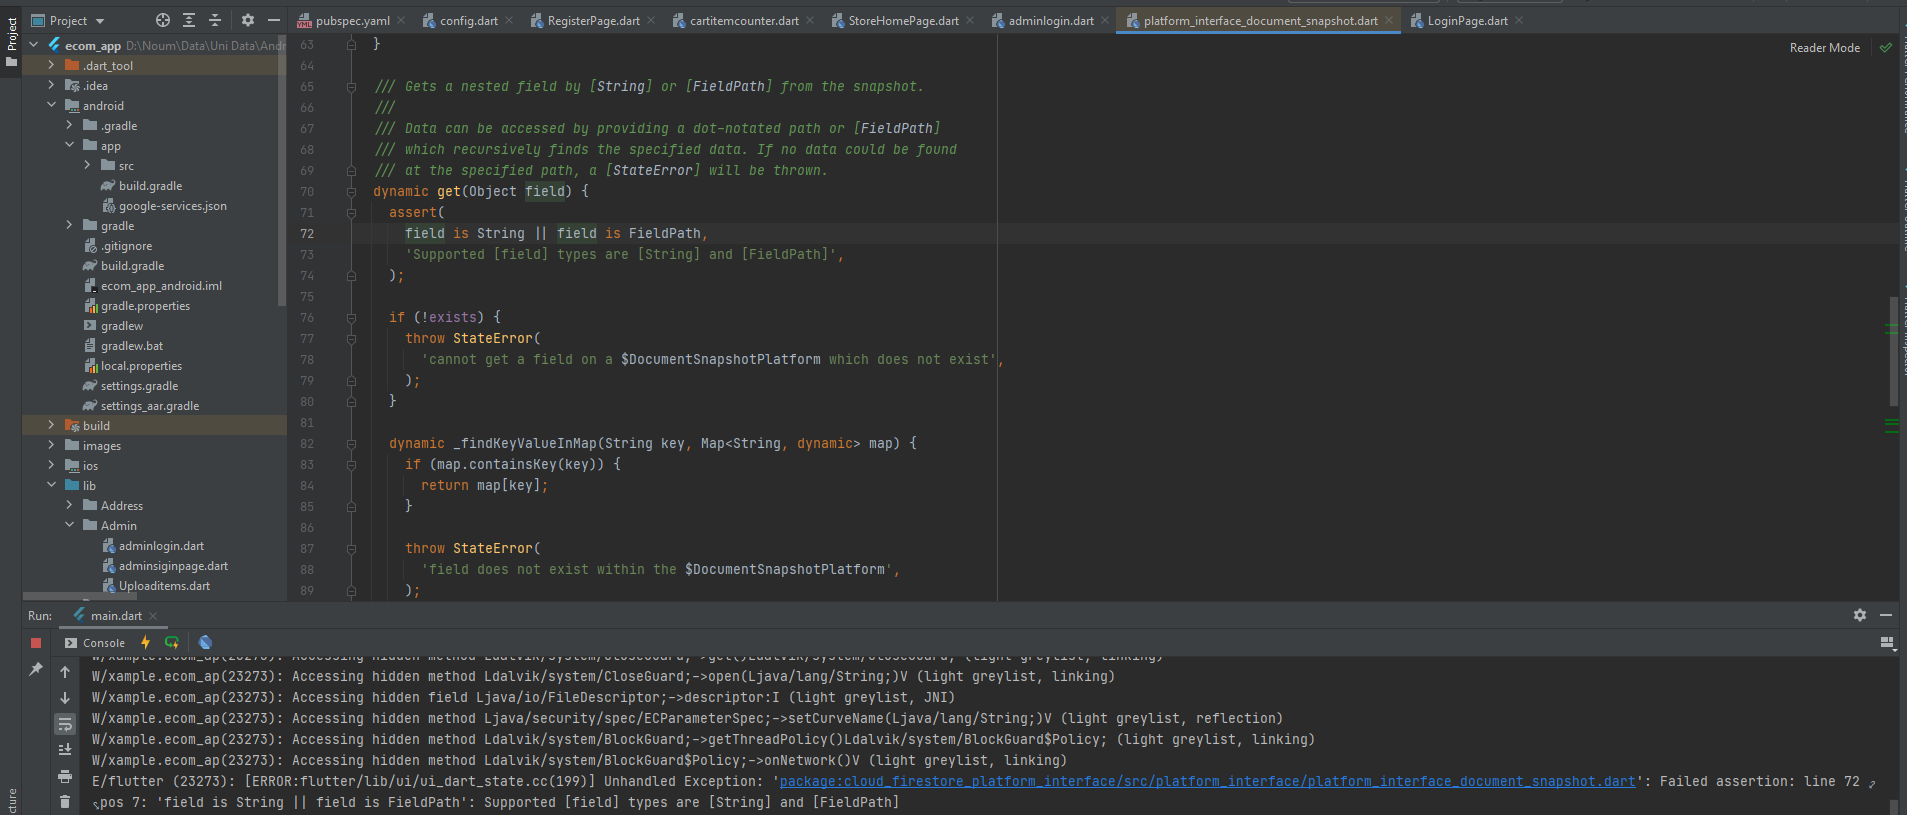 Project
pubspec.yaml
config.dart
RegisterPage.dart
cartitemcounter.dart
StoreHomePage.dart
adminlogin.dart
platform_interface_document_snapshot.dart
LoginPage.dart
Project
Reader Mode
ecom_app D:\Noum\Data\Uni Data\Andr
.dart_tool
.idea
android
.gradle
app
src
build.gradle
google-services.json
gradle
.gitignore
build.gradle
ecom_app_android.iml
gradle.properties
gradlew
gradlew.bat
local.properties
settings.gradle
settings_aar.gradle
build
images
ios
lib
Address
Admin
adminlogin.dart
adminsiginpage.dart
Uploaditems.dart
63 }
64
65 /// Gets a nested field by [String] or [FieldPath] from the snapshot.
66 ///
67 /// Data can be accessed by providing a dot-notated path or [FieldPath]
68 /// which recursively finds the specified data. If no data could be found
69 /// at the specified path, a [StateError] will be thrown.
70 dynamic get(Object field) {
71 assert(
72 field is String || field is FieldPath,
73 'Supported [field] types are [String] and [FieldPath]',
74 );
75
76 if (!exists) {
77 throw StateError(
78 'cannot get a field on a $DocumentSnapshotPlatform which does not exist',
79 );
80 }
81
82 dynamic _findKeyValueInMap(String key, Map<String, dynamic> map) {
83 if (map.containsKey(key)) {
84 return map[key];
85 }
86
87 throw StateError(
88 'field does not exist within the $DocumentSnapshotPlatform',
89 );
Run: main.dart
Console
W/xample.ecom_ap(23273): Accessing hidden method Ldalvik/system/CloseGuard;->get()Ldalvik/system/CloseGuard; (light greylist, linking)
W/xample.ecom_ap(23273): Accessing hidden method Ldalvik/system/CloseGuard;->open(Ljava/lang/String;)V (light greylist, linking)
W/xample.ecom_ap(23273): Accessing hidden field Ljava/io/FileDescriptor;->descriptor:I (light greylist, JNI)
W/xample.ecom_ap(23273): Accessing hidden method Ljava/security/spec/ECParameterSpec;->setCurveName(Ljava/lang/String;)V (light greylist, reflection)
W/xample.ecom_ap(23273): Accessing hidden method Ldalvik/system/BlockGuard;->getThreadPolicy()Ldalvik/system/BlockGuard$Policy; (light greylist, linking)
W/xample.ecom_ap(23273): Accessing hidden method Ldalvik/system/BlockGuard$Policy;->onNetwork()V (light greylist, linking)
E/flutter (23273): [ERROR:flutter/lib/ui/ui_dart_state.cc(199)] Unhandled Exception: 'package:cloud_firestore_platform_interface/src/platform_interface/platform_interface_document_snapshot.dart': Failed assertion: line 72
pos 7: 'field is String || field is FieldPath': Supported [field] types are [String] and [FieldPath]